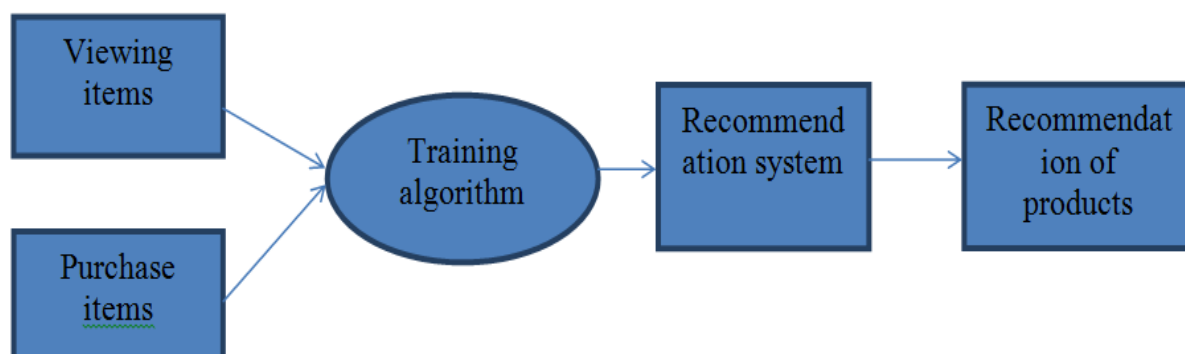 Viewing
items
Purchase
items
Training
algorithm
Recommend
ation system
Recommendat
ion of
products